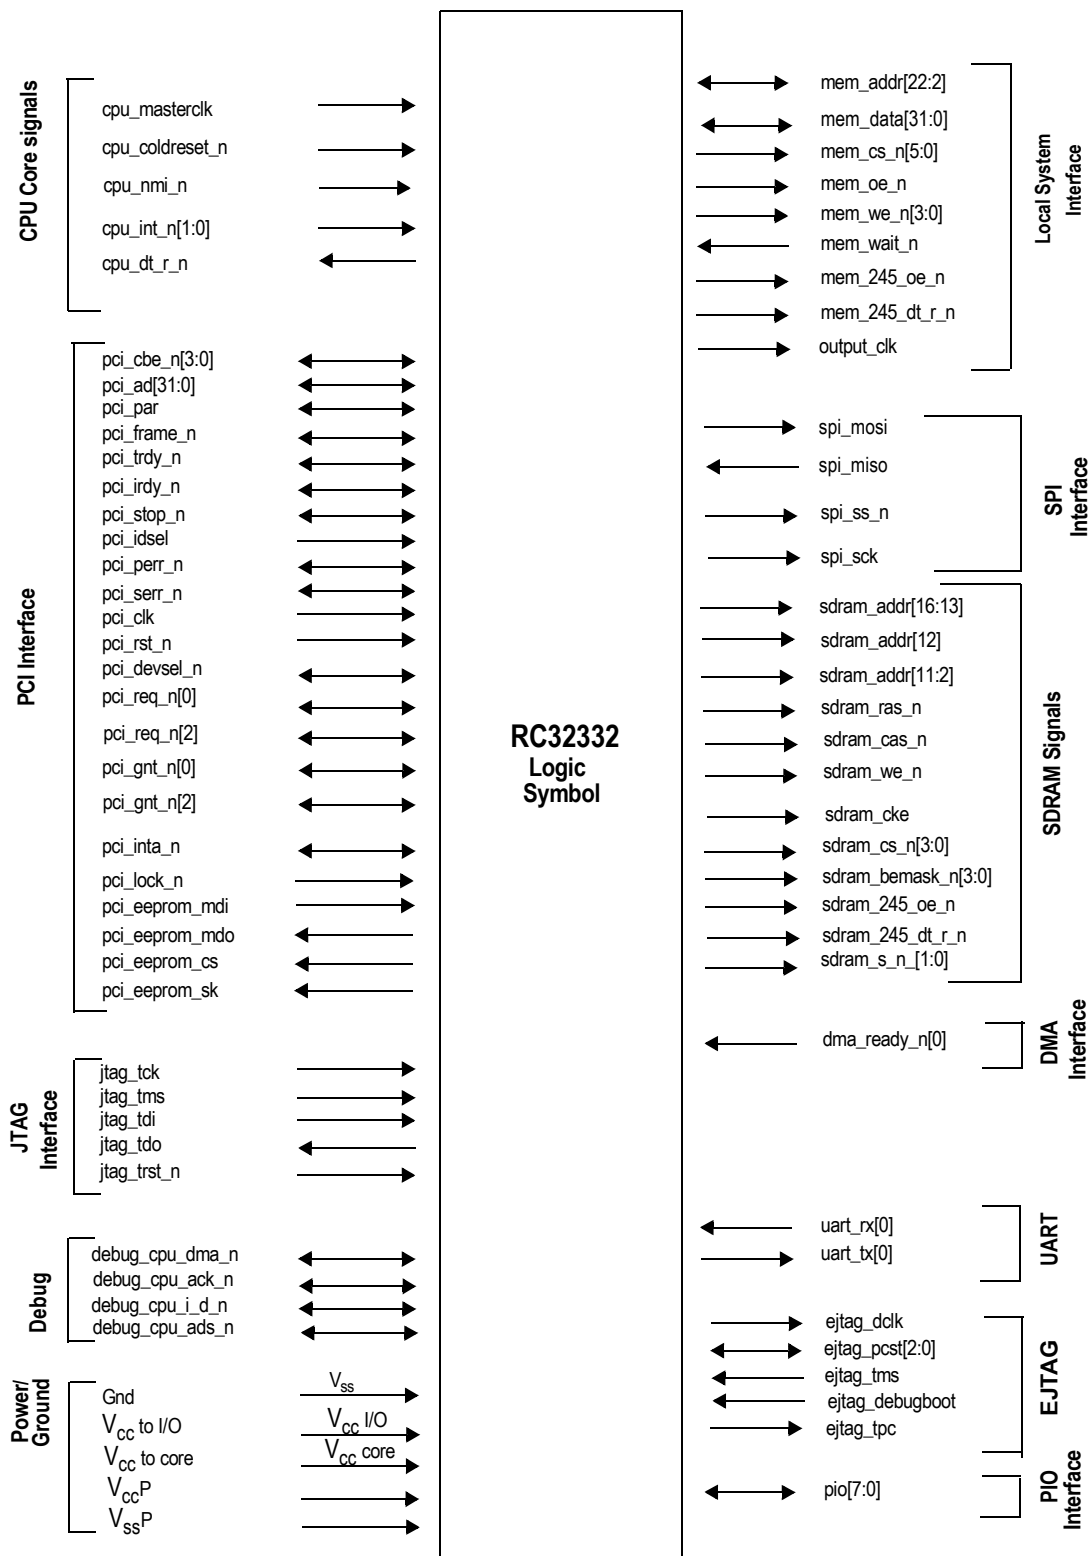 CPU Core signals
cpu_masterclk
cpu_coldreset_n
cpu_nmi_n
cpu_int_n[1:0]
cpu_dt_r_n
PCI Interface
pci_cbe_n[3:0]
pci_ad[31:0]
pci_par
pci_frame_n
pci_trdy_n
pci_irdy_n
pci_stop_n
pci_idsel
pci_perr_n
pci_serr_n
pci_clk
pci_rst_n
pci_devsel_n
pci_req_n[0]
pci_req_n[2]
pci_gnt_n[0]
pci_gnt_n[2]
pci_inta_n
pci_lock_n
pci_eeprom_mdi
pci_eeprom_mdo
pci_eeprom_cs
pci_eeprom_sk
JTAG
Interface
jtag_tck
jtag_tms
jtag_tdi
jtag_tdo
jtag_trst_n
Debug
debug_cpu_dma_n
debug_cpu_ack_n
debug_cpu_i_d_n
debug_cpu_ads_n
Power/
Ground
Gnd Vss
Vcc to I/O Vcc I/O
Vcc to core Vcc core
VccP
VssP
RC32332
Logic
Symbol
mem_addr[22:2]
mem_data[31:0]
mem_cs_n[5:0]
mem_oe_n
mem_we_n[3:0]
mem_wait_n
mem_245_oe_n
mem_245_dt_r_n
output_clk
Local System
Interface
spi_mosi
spi_miso
spi_ss_n
spi_sck
SPI
Interface
sdram_addr[16:13]
sdram_addr[12]
sdram_addr[11:2]
sdram_ras_n
sdram_cas_n
sdram_we_n
sdram_cke
sdram_cs_n[3:0]
sdram_bemask_n[3:0]
sdram_245_oe_n
sdram_245_dt_r_n
sdram_s_n_[1:0]
SDRAM Signals
dma_ready_n[0]
DMA
Interface
uart_rx[0]
uart_tx[0]
UART
ejtag_dclk
ejtag_pcst[2:0]
ejtag_tms
ejtag_debugboot
ejtag_tpc
EJTAG
pio[7:0]
PIO
Interface